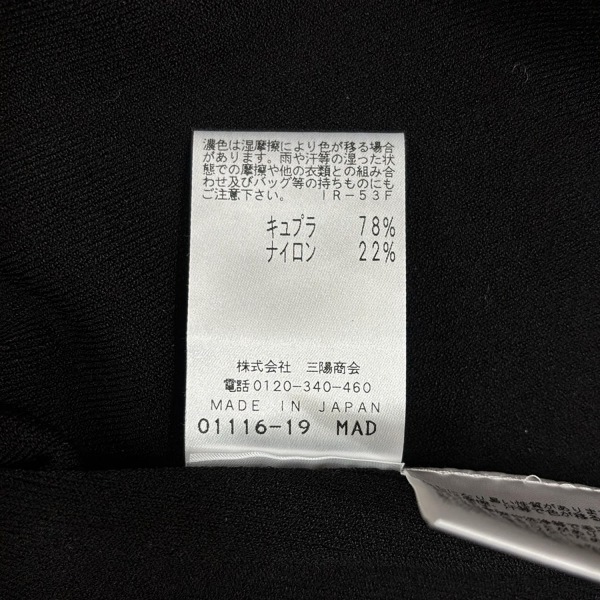 濃色は湿摩擦により色が移る場合
があります。雨や汗等の湿った状
態での摩擦や他の衣類との組み合
わせ及びバッグ等の持ちものにも
ご注意下さい。 IR-53F
キュプラ 78%
ナイロン 22%
株式会社 三陽商会
電話0120-340-460
MADE IN JAPAN
01116-19 MAD